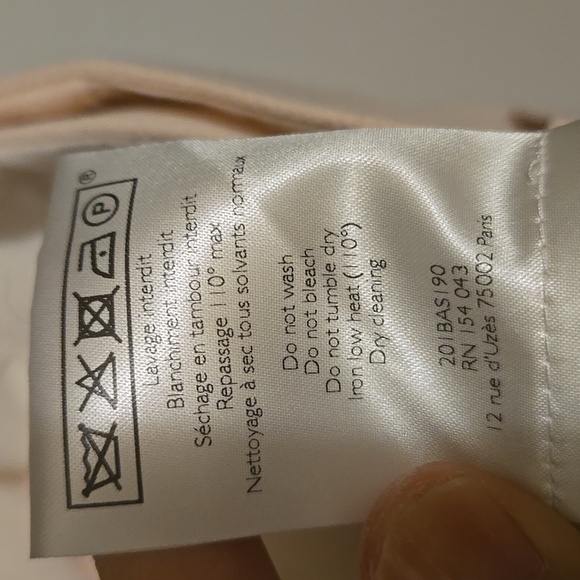 ®
P
Lavage interdit
Blanchiment interdit
Séchage en tambour interdit
Repassage 110° max
Nettoyage à sec tous solvants normaux
Do not wash
Do not bleach
Do not tumble dry
Iron low heat (110°)
Dry cleaning
201BAS190
RN 154 043
12 rue d'Uzès 75002 Paris